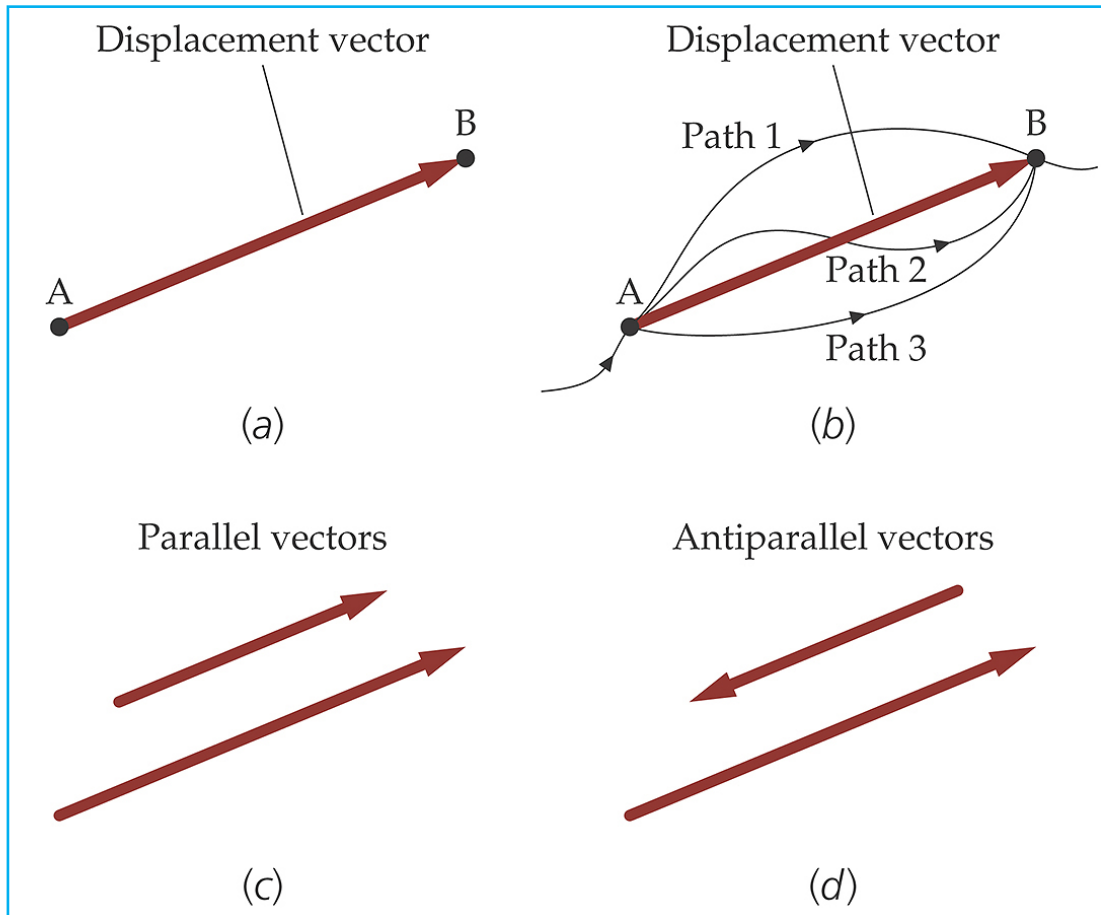 Displacement vector
A
B
(a)
Displacement vector
Path 1
B
A
Path 2
Path 3
(b)
Parallel vectors
(c)
Antiparallel vectors
(d)